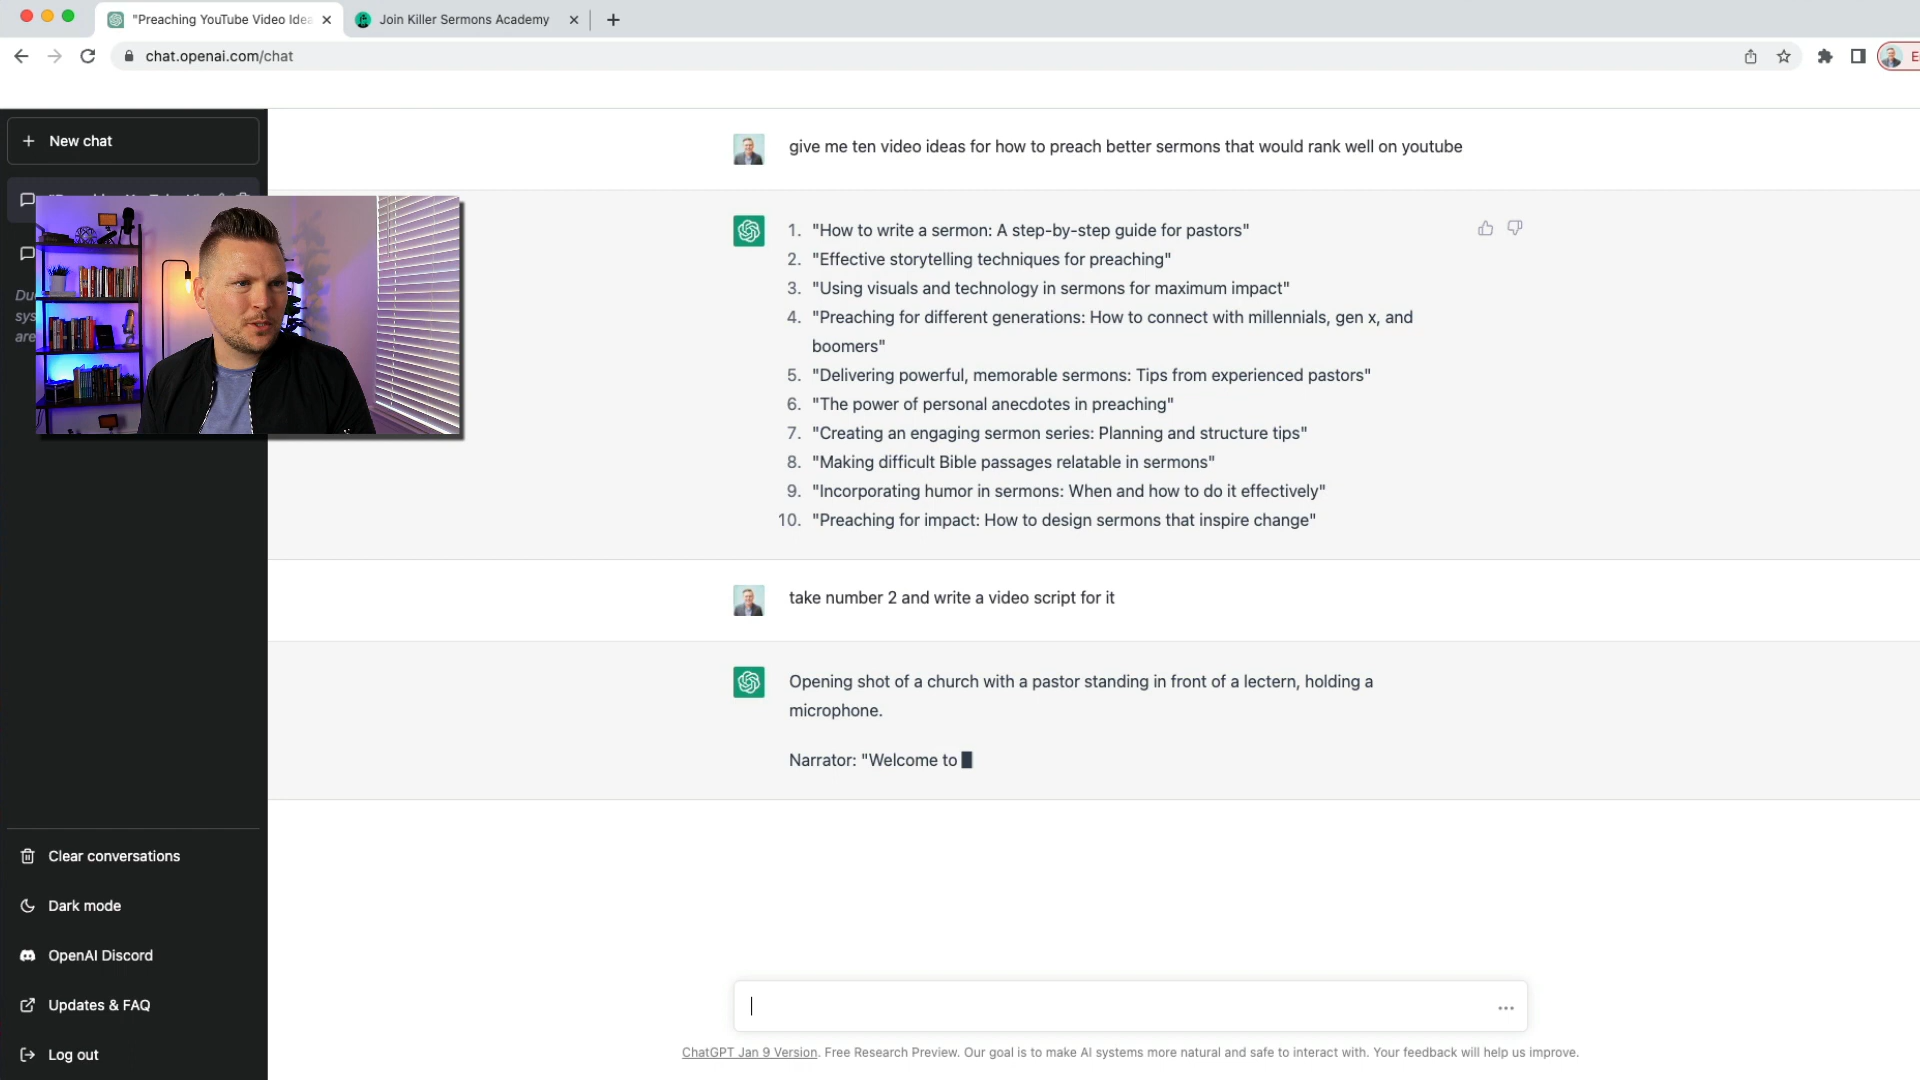 "Preaching YouTube Video Idea
Join Killer Sermons Academy
chat.openai.com/chat
E
New chat
Du
sys
are
give me ten video ideas for how to preach better sermons that would rank well on youtube
1. "How to write a sermon: A step-by-step guide for pastors"
2. "Effective storytelling techniques for preaching"
3. "Using visuals and technology in sermons for maximum impact"
4. "Preaching for different generations: How to connect with millennials, gen x, and
boomers"
5. "Delivering powerful, memorable sermons: Tips from experienced pastors"
6. "The power of personal anecdotes in preaching"
7. "Creating an engaging sermon series: Planning and structure tips"
8. "Making difficult Bible passages relatable in sermons"
9. "Incorporating humor in sermons: When and how to do it effectively"
10. "Preaching for impact: How to design sermons that inspire change"
take number 2 and write a video script for it
Opening shot of a church with a pastor standing in front of a lectern, holding a
microphone.
Narrator: "Welcome to
Clear conversations
Dark mode
OpenAI Discord
Updates & FAQ
Log out
ChatGPT Jan 9 Version. Free Research Preview. Our goal is to make AI systems more natural and safe to interact with. Your feedback will help us improve.